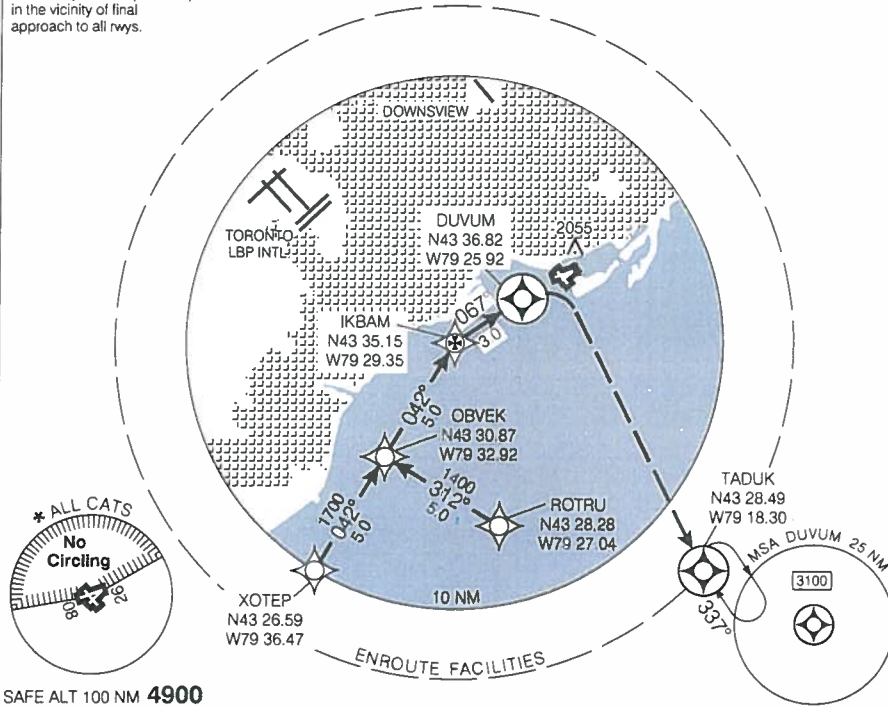 in the vicinity of final
approach to all rwys.
DOWNSVIEW
TORONTO
LBP INTL
DUVUM
N43 36.82
W79 25.92
2055
IKBAM
N43 35.15
W79 29.35
067°
3.0
042°
5.0
OBVEK
N43 30.87
W79 32.92
1400
312°
5.0
ROTRU
N43 28.28
W79 27.04
1700
042°
5.0
XOTEP
N43 26.59
W79 36.47
10 NM
ENROUTE FACILITIES
TADUK
N43 28.49
W79 18.30
337°
MSA DUVUM 25 NM
3100
* ALL CATS
No
Circling
08
26
SAFE ALT 100 NM 4900